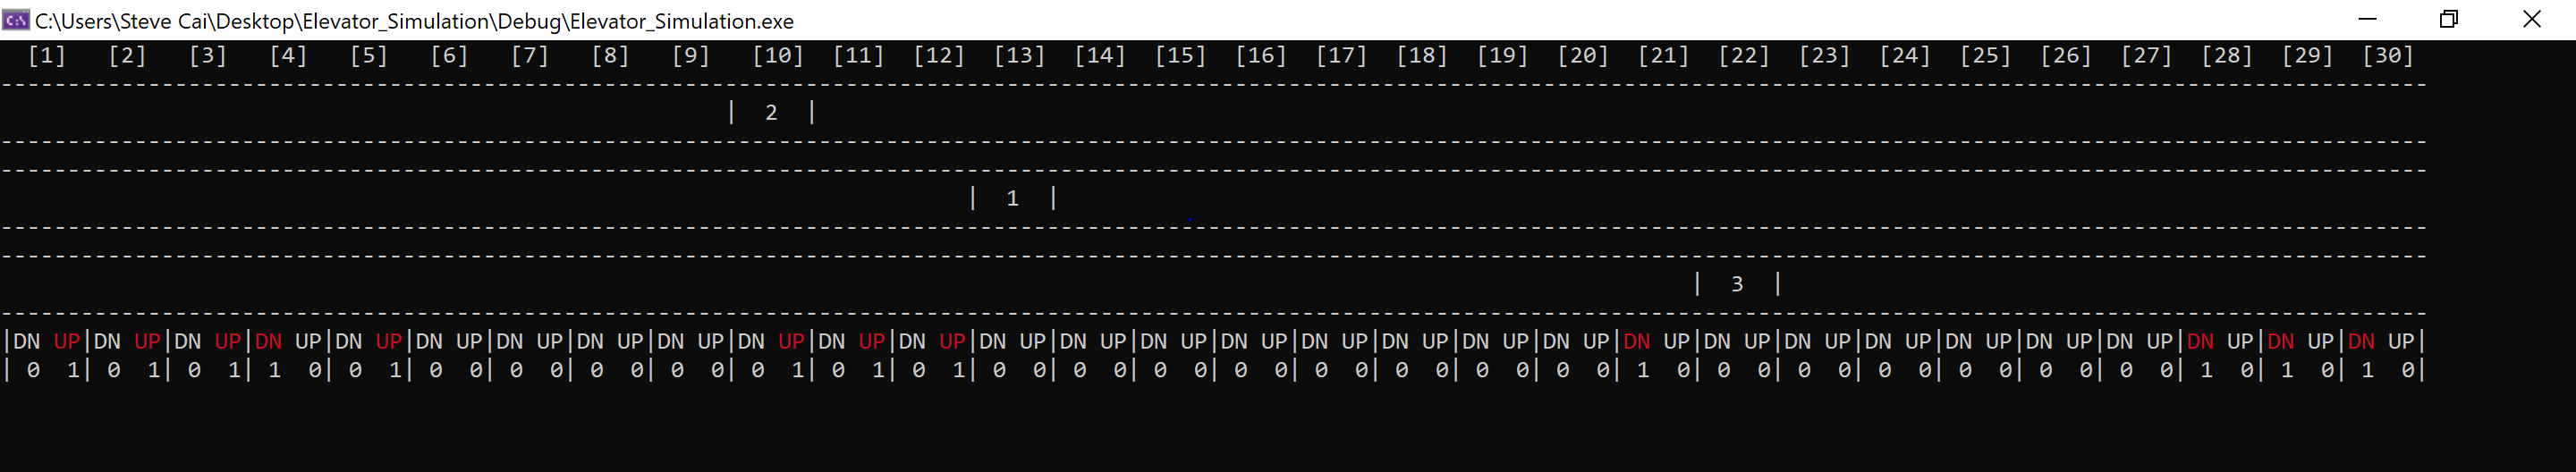 C:\Users\Steve Cai\Desktop\Elevator_Simulation\Debug\Elevator_Simulation.exe
[1] [2] [3] [4] [5] [6] [7] [8] [9] [10] [11] [12] [13] [14] [15] [16] [17] [18] [19] [20] [21] [22] [23] [24] [25] [26] [27] [28] [29] [30]
| 2 |
| 1 |
| 3 |
|DN UP|DN UP|DN UP|DN UP|DN UP|DN UP|DN UP|DN UP|DN UP|DN UP|DN UP|DN UP|DN UP|DN UP|DN UP|DN UP|DN UP|DN UP|DN UP|DN UP|DN UP|DN UP|DN UP|DN UP|DN UP|DN UP|DN UP|DN UP|DN UP|DN UP|
| 0 1| 0 1| 0 1| 1 0| 0 1| 0 0| 0 0| 0 0| 0 0| 0 1| 0 1| 0 1| 0 0| 0 0| 0 0| 0 0| 0 0| 0 0| 0 0| 0 0| 1 0| 0 0| 0 0| 0 0| 0 0| 0 0| 0 0| 1 0| 1 0| 1 0|